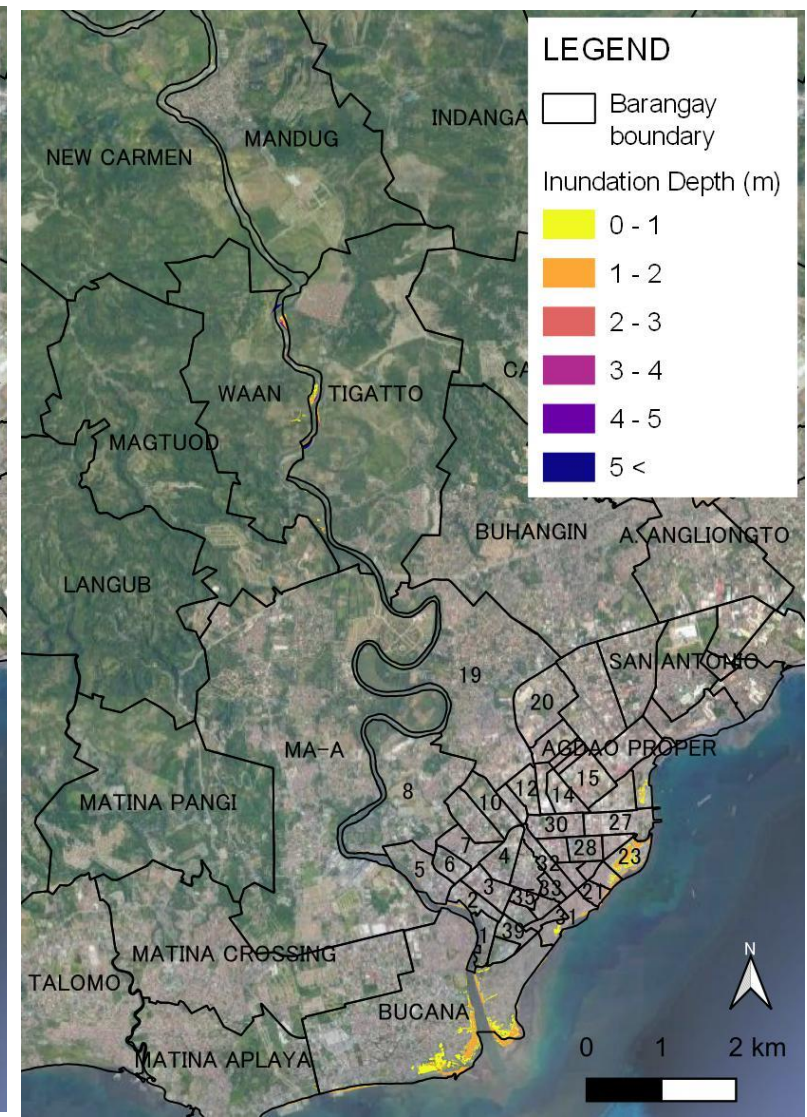 LEGEND
Barangay
boundary
Inundation Depth (m)
0 - 1
1 - 2
2 - 3
3 - 4
4 - 5
5 <
INDANGA
MANDUG
NEW CARMEN
CA
WAAN
TIGATTO
MAGTUOD
BUHANGIN
A. ANGLIONGTO
LANGUB
SAN ANTONIO
19
20
MA-A
AGDAO PROPER
MATINA PANGI
8
10
12
14
15
30
27
7
6
5
4
32
28
23
3
2
35
33
21
31
39
1
MATINA CROSSING
TALOMO
BUCANA
MATINA APLAYA
N
0 1 2 km